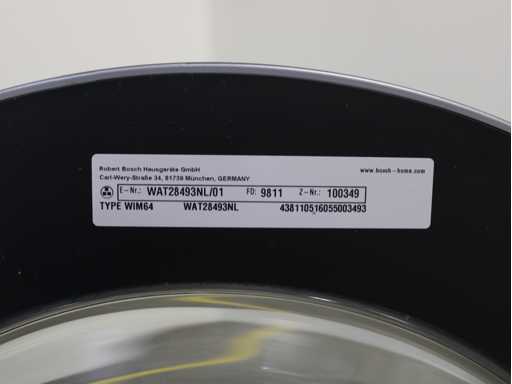 Robert Bosch Hausgeräte GmbH www.bosch-home.com
Carl-Wery-Straße 34, 81739 München, GERMANY
E-Nr.: WAT28493NL/01 FD: 9811 Z-Nr.: 100349
TYPE WIM64 WAT28493NL 438110516055003493